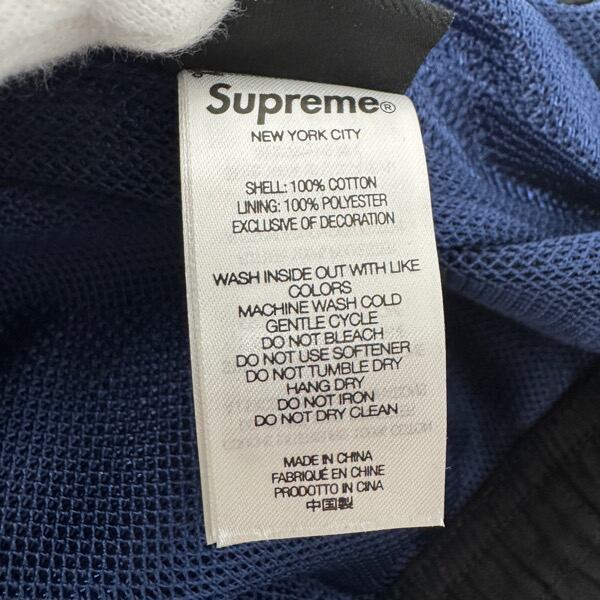 Supreme®
NEW YORK CITY
SHELL: 100% COTTON
LINING: 100% POLYESTER
EXCLUSIVE OF DECORATION
WASH INSIDE OUT WITH LIKE
COLORS
MACHINE WASH COLD
GENTLE CYCLE
DO NOT BLEACH
DO NOT USE SOFTENER
DO NOT TUMBLE DRY
HANG DRY
DO NOT IRON
DO NOT DRY CLEAN
MADE IN CHINA
FABRIQUÉ EN CHINE
PRODOTTO IN CINA
中国製